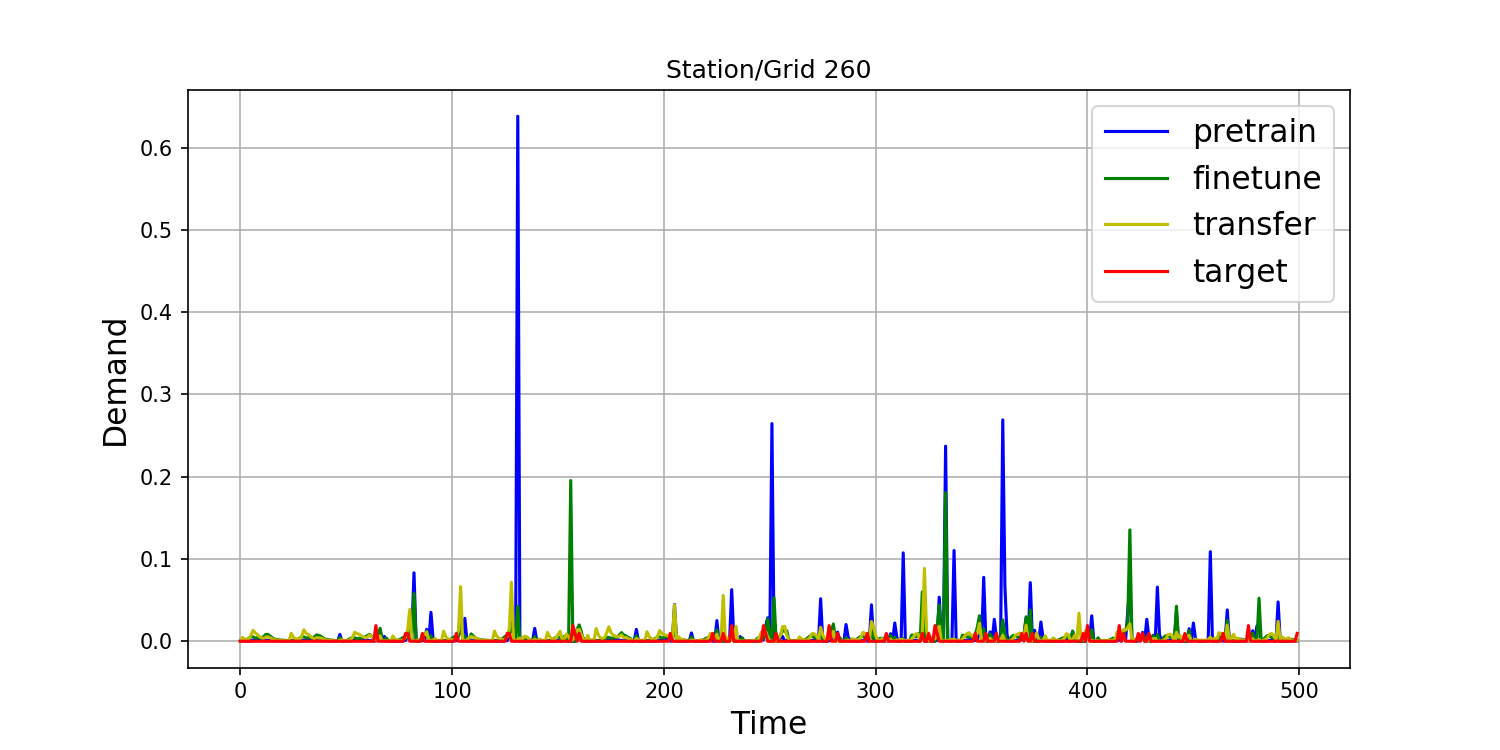 Station/Grid 260
pretrain
finetune
transfer
target
0.6
0.5
0.4
0.3
0.2
0.1
0.0
Demand
0 100 200 300 400 500
Time